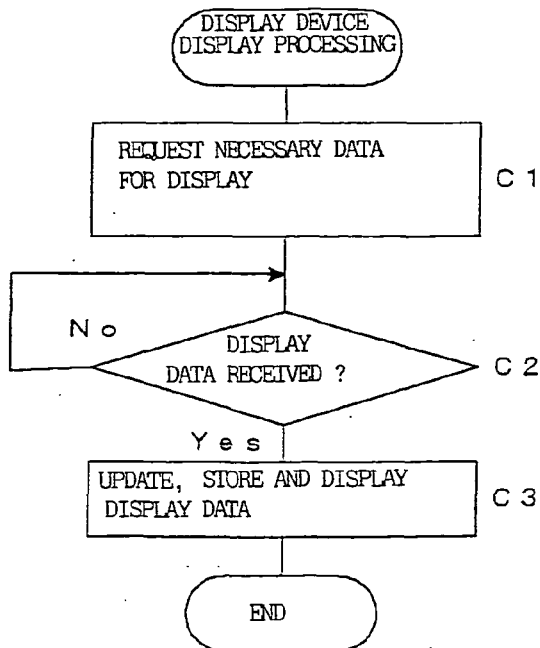 DISPLAY DEVICE
DISPLAY PROCESSING
REQUEST NECESSARY DATA
FOR DISPLAY
C 1
No
DISPLAY
DATA RECEIVED ?
C 2
Yes
UPDATE, STORE AND DISPLAY
DISPLAY DATA
C 3
END